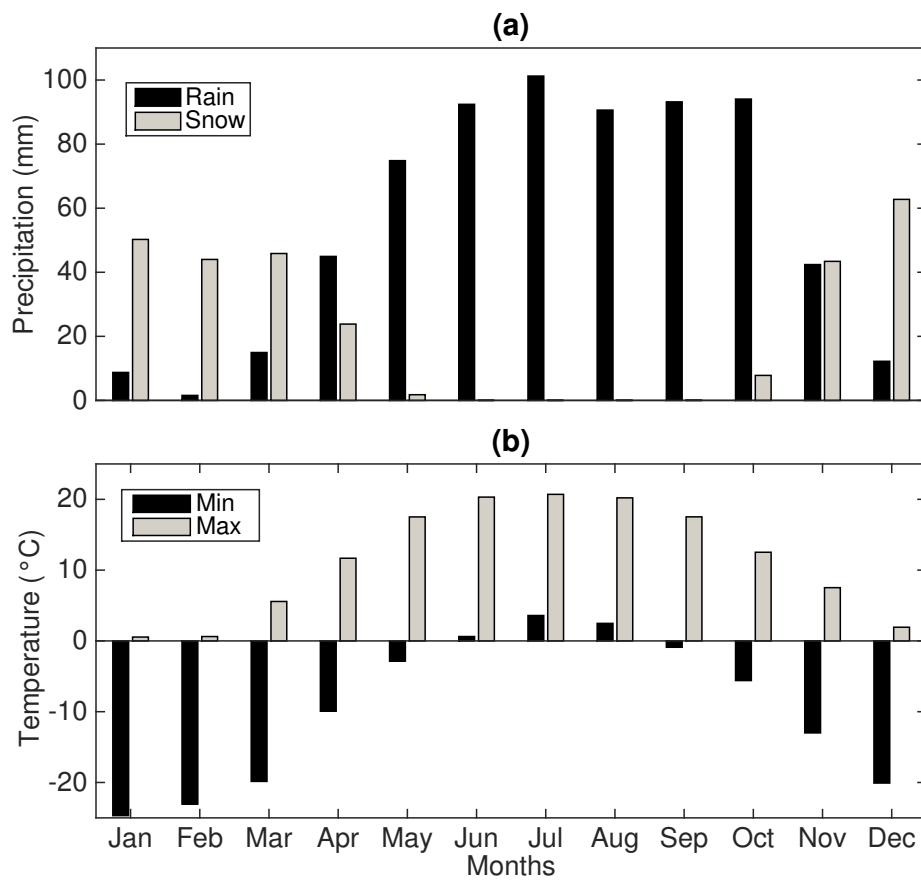 (a)
Precipitation (mm)
100
80
60
40
20
0
Rain
Snow
(b)
Temperature (°C)
20
10
0
-10
-20
Min
Max
Jan Feb Mar Apr May Jun Jul Aug Sep Oct Nov Dec
Months